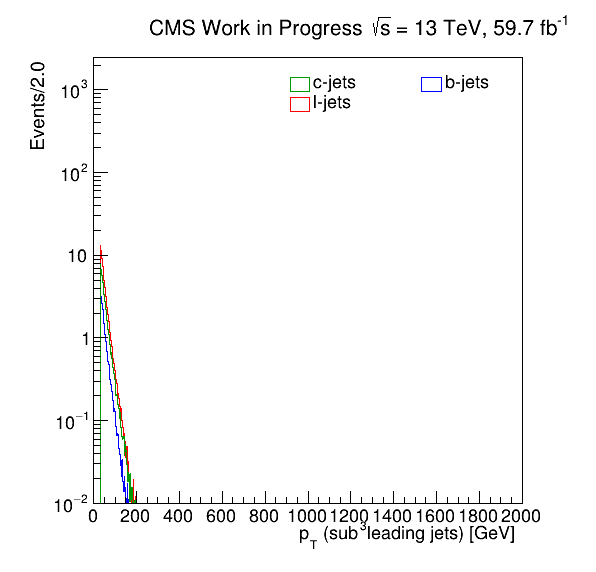 CMS Work in Progress √s = 13 TeV, 59.7 fb⁻¹
Events/2.0
c-jets
b-jets
l-jets
10³
10²
10
1
10⁻¹
10⁻²
0 200 400 600 800 1000 1200 1400 1600 1800 2000
p_T (sub³leading jets) [GeV]